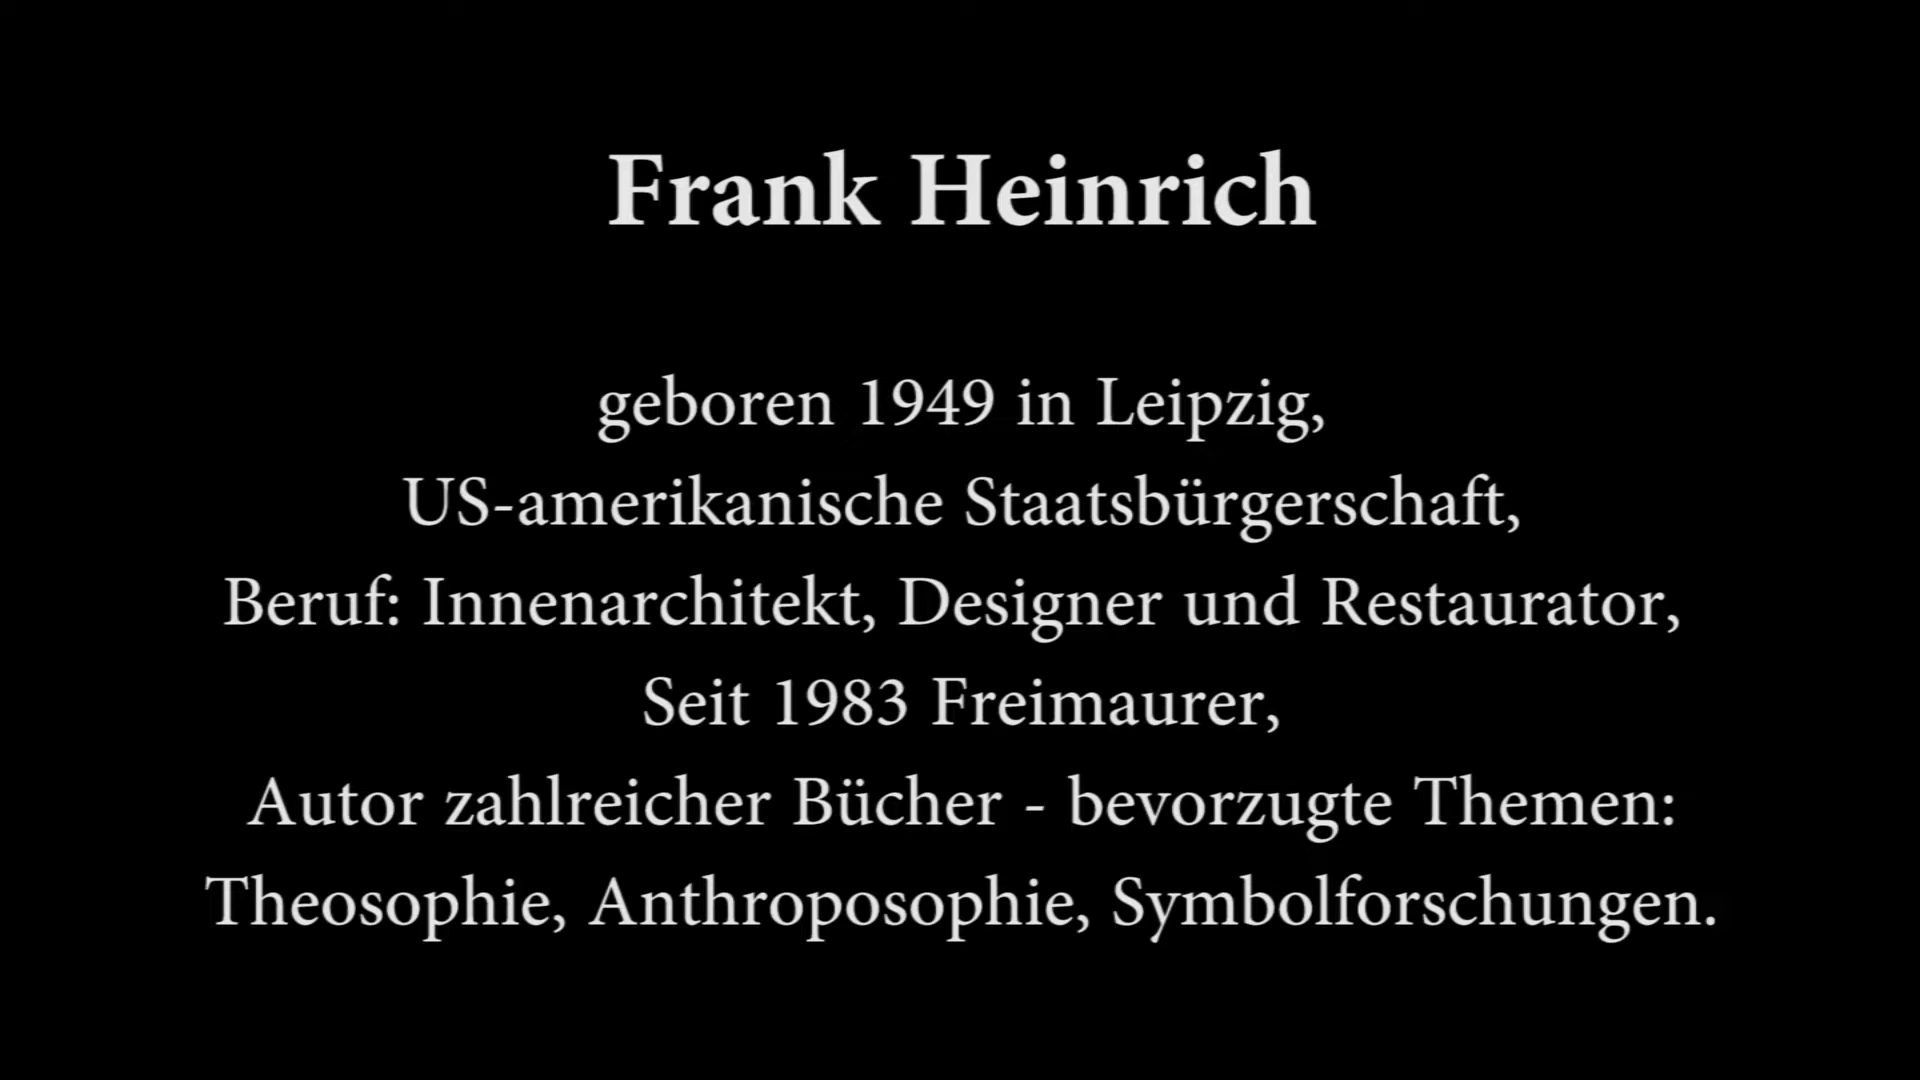 Frank Heinrich
geboren 1949 in Leipzig,
US-amerikanische Staatsbürgerschaft,
Beruf: Innenarchitekt, Designer und Restaurator,
Seit 1983 Freimaurer,
Autor zahlreicher Bücher - bevorzugte Themen:
Theosophie, Anthroposophie, Symbolforschungen.